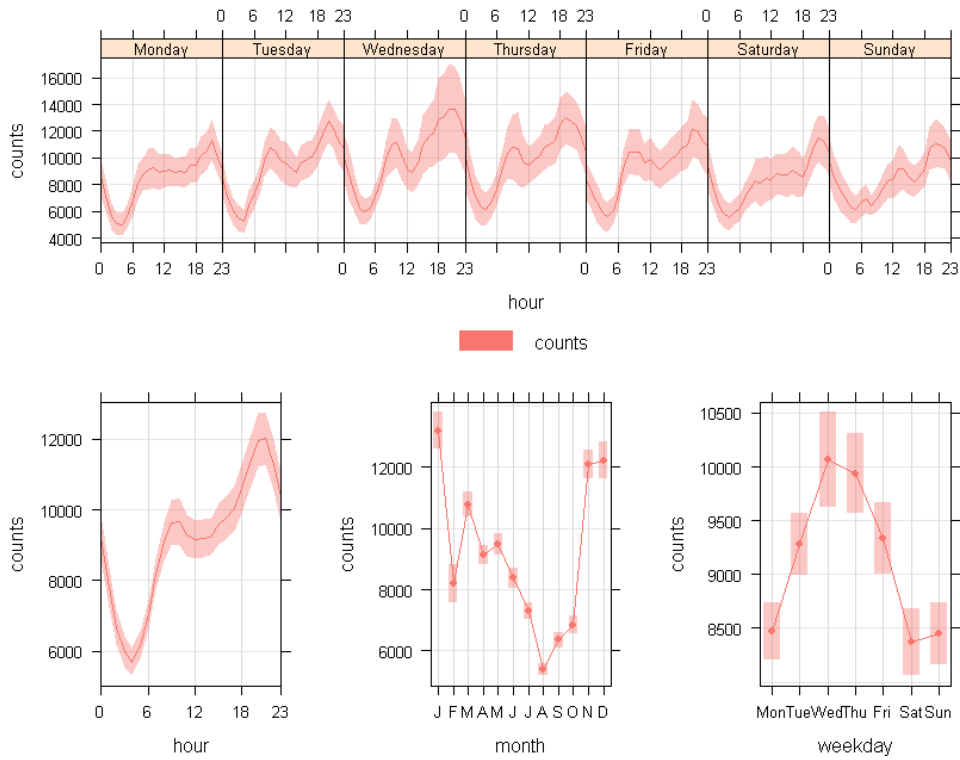 0 6 12 18 23 0 6 12 18 23 0 6 12 18 23
Monday Tuesday Wednesday Thursday Friday Saturday Sunday
16000
14000
12000
10000
8000
6000
4000
counts
0 6 12 18 23 0 6 12 18 23 0 6 12 18 23 0 6 12 18 23
hour
counts
12000
10000
8000
6000
counts
0 6 12 18 23
hour
12000
10000
8000
6000
counts
J F M A M J J A S O N D
month
10500
10000
9500
9000
8500
counts
Mon Tue Wed Thu Fri Sat Sun
weekday